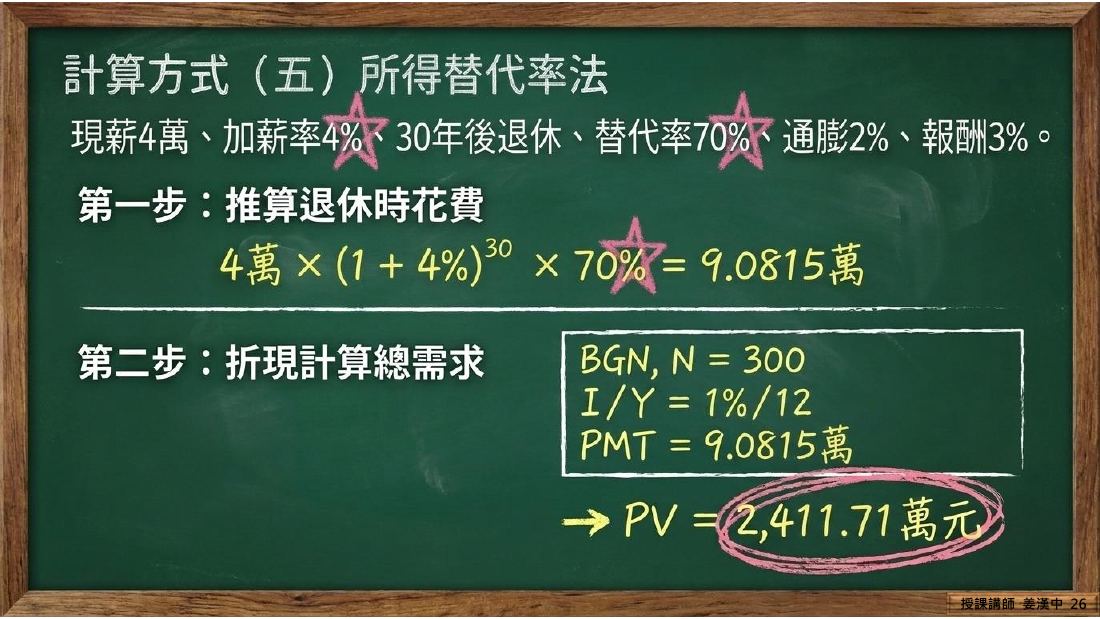 計算方式（五）所得替代率法
現薪4萬、加薪率4%、30年後退休、替代率70%、通膨2%、報酬3%。
第一步：推算退休時花費
4萬 × (1 + 4%)³⁰ × 70% = 9.0815萬
第二步：折現計算總需求
BGN, N = 300
I/Y = 1%/12
PMT = 9.0815萬
→ PV = 2,411.71萬元
授課講師 姜漢中 26